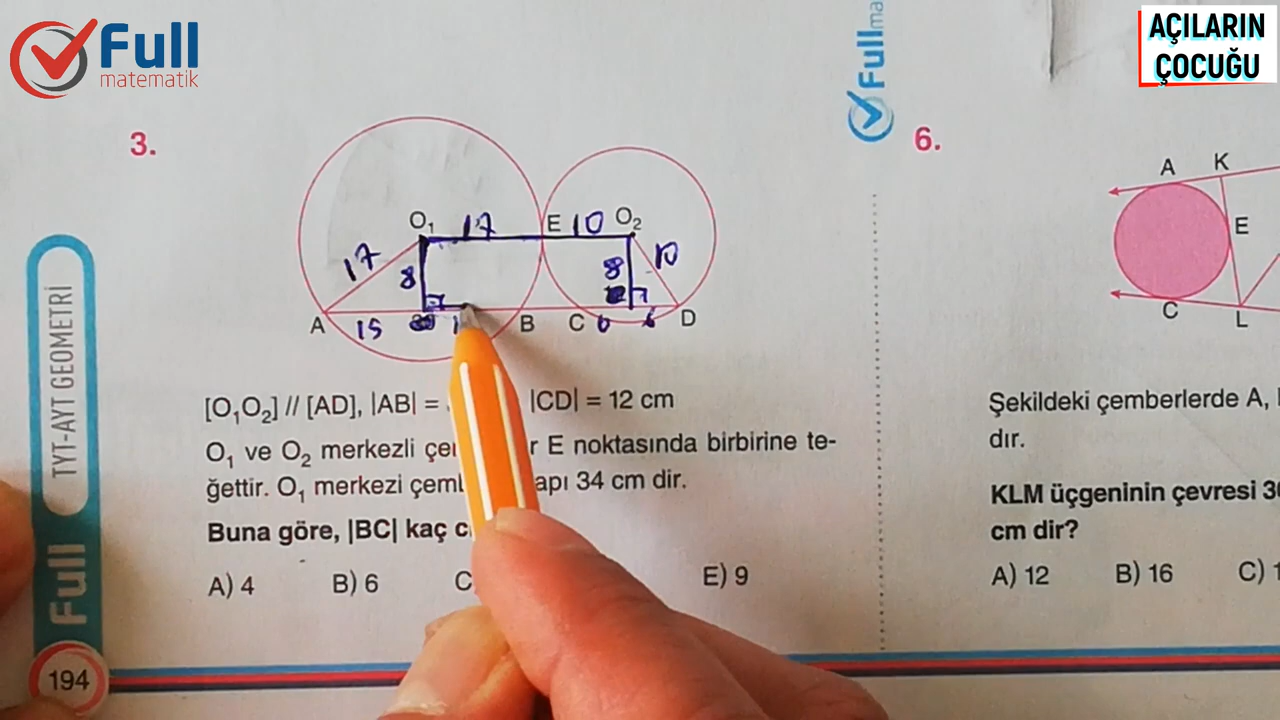 Full
matematik
AÇILARIN
ÇOCUĞU
Full
3.
O1 17 E 10 O2
17 8 8 10
A 15 B C 6 6 D
[O1O2] // [AD], |AB| = |CD| = 12 cm
O1 ve O2 merkezli r E noktasında birbirine te-
ğettir. O1 merkezi apı 34 cm dir.
Buna göre, |BC| kaç
A) 4 B) 6 E) 9
6.
A K
E
C L
Şekildeki çemberlerde A,
dır.
KLM üçgeninin çevresi
cm dir?
A) 12 B) 16 C)
TYT-AYT GEOMETRİ
Full
194